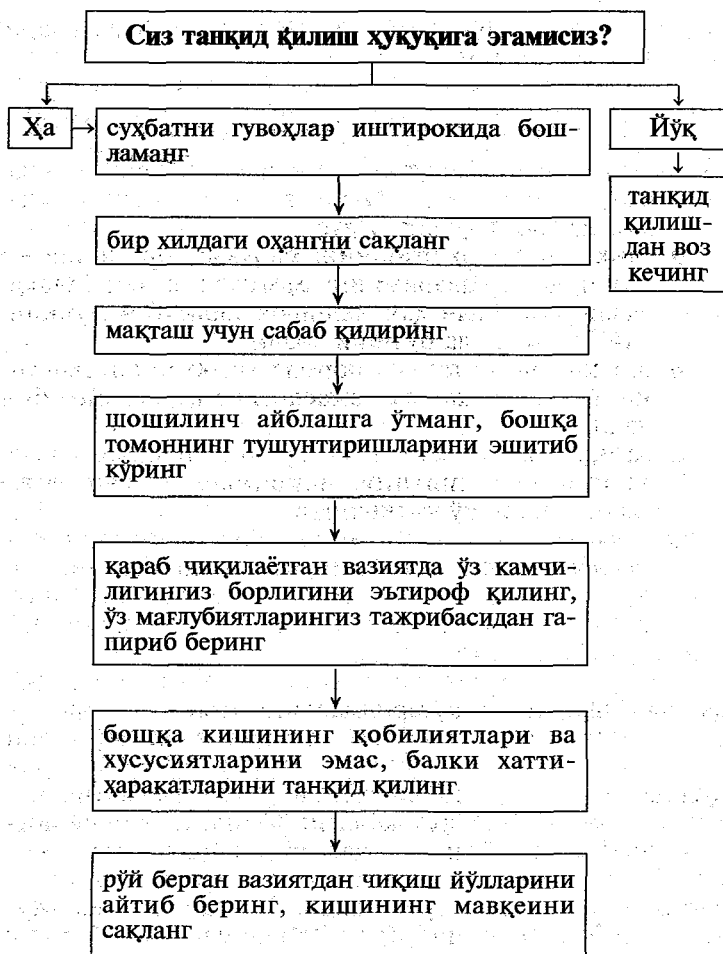 Сиз танқид қилиш ҳуқуқига эгамисиз?
Ҳа
суҳбатни гувоҳлар иштирокида бош-
ламанг
Йўқ
танқид
қилиш-
дан воз
кечинг
бир хилдаги оҳангни сақланг
мақташ учун сабаб қидиринг
шошилинч айблашга ўтманг, бошқа
томоннинг тушунтиришларини эшитиб
кўринг
қараб чиқилаётган вазиятда ўз камчи-
лигингиз борлигини эътироф қилинг,
ўз мағлубиятларингиз тажрибасидан га-
пириб беринг
бошқа кишининг қобилиятлари ва
хусусиятларини эмас, балки хатти-
ҳаракатларини танқид қилинг
рўй берган вазиятдан чиқиш йўлларини
айтиб беринг, кишининг мавқеини
сақланг